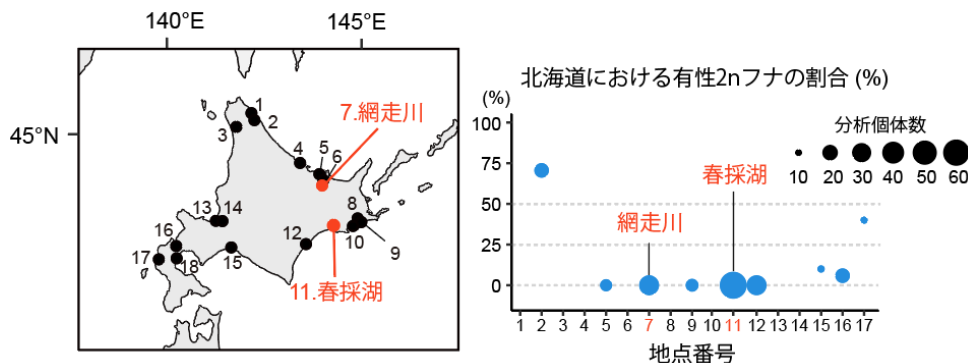 140°E
145°E
45°N
1
2
3
4
5
6
7.網走川
8
9
10
11.春採湖
12
13
14
15
16
17
18
北海道における有性2nフナの割合 (%)
(%)
100
75
50
25
0
分析個体数
10 20 30 40 50 60
春採湖
網走川
1 2 3 4 5 6 7 8 9 10 11 12 13 14 15 16 17
地点番号